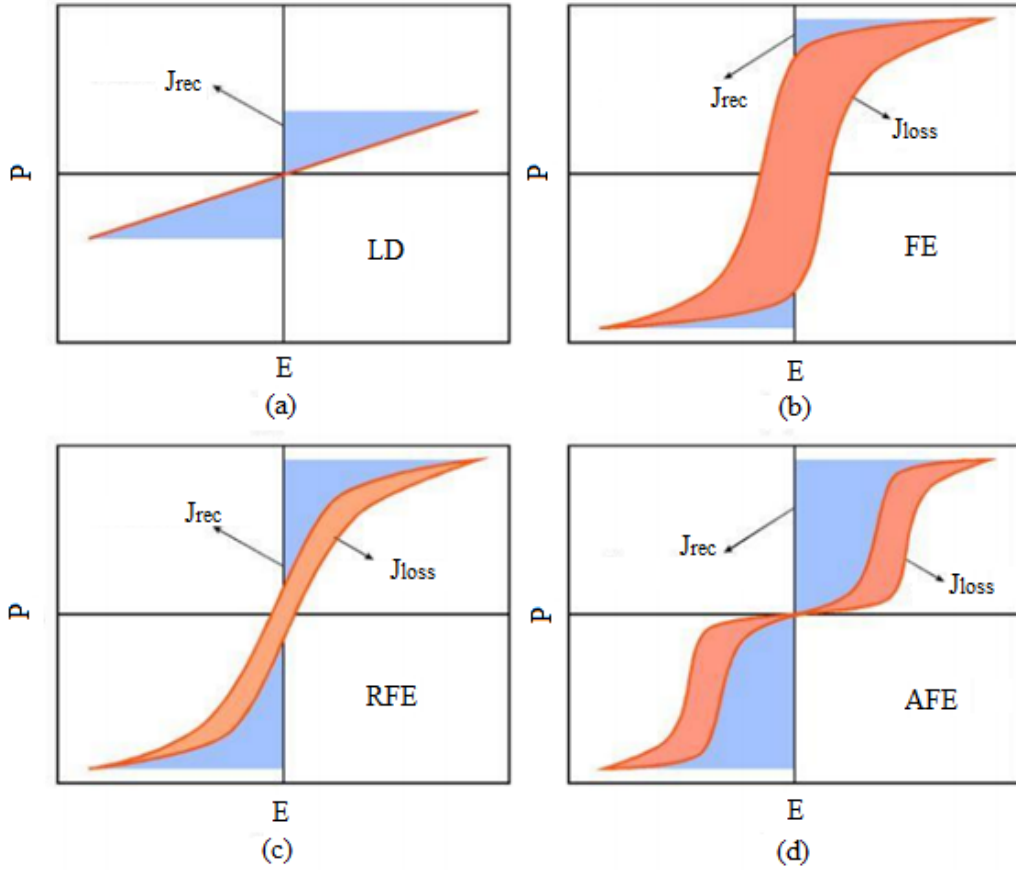 Jrec
P
LD
E
(a)
Jrec
Jloss
P
FE
E
(b)
Jrec
Jloss
P
RFE
E
(c)
Jrec
Jloss
P
AFE
E
(d)